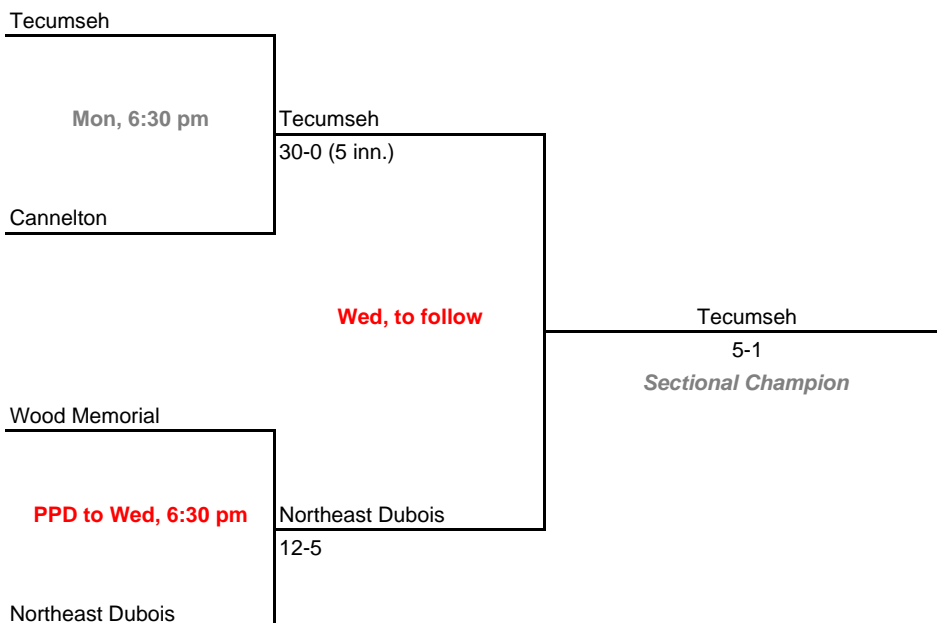 Tecumseh
Mon, 6:30 pm
Tecumseh
30-0 (5 inn.)
Cannelton
Wed, to follow
Tecumseh
5-1
Sectional Champion
Wood Memorial
PPD to Wed, 6:30 pm
Northeast Dubois
12-5
Northeast Dubois